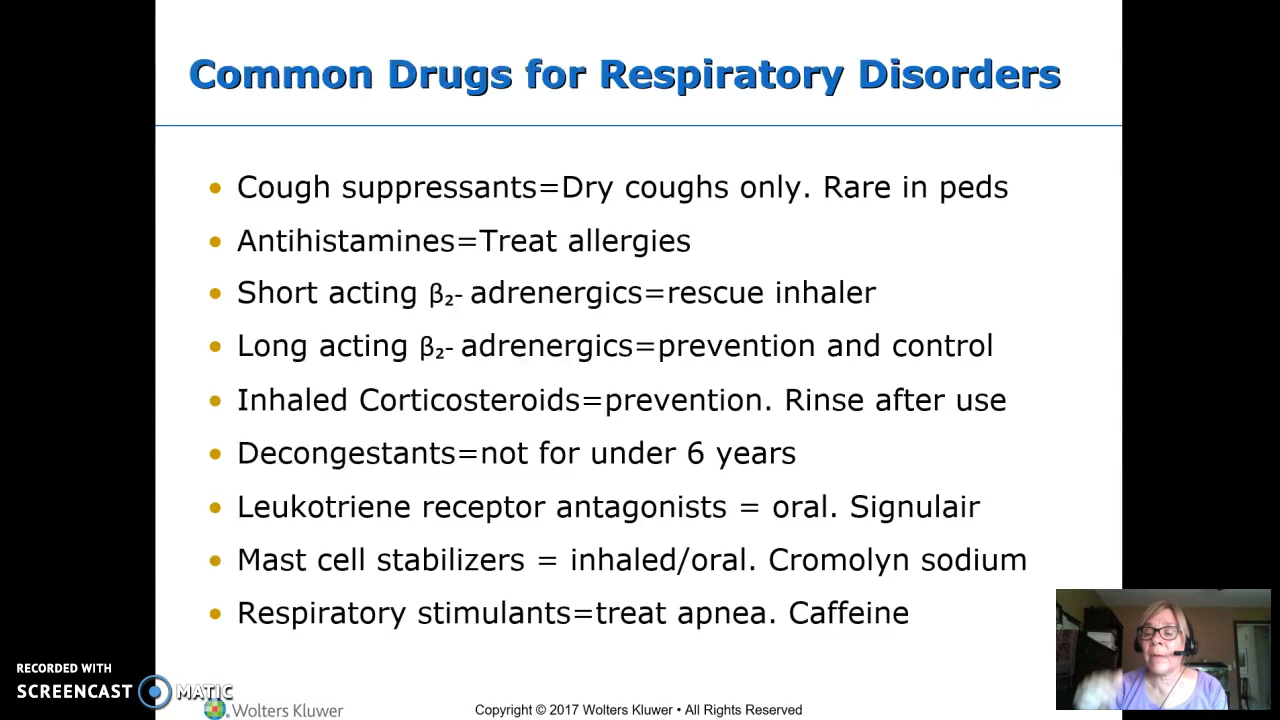 Common Drugs for Respiratory Disorders
• Cough suppressants=Dry coughs only. Rare in peds
• Antihistamines=Treat allergies
• Short acting β₂- adrenergics=rescue inhaler
• Long acting β₂- adrenergics=prevention and control
• Inhaled Corticosteroids=prevention. Rinse after use
• Decongestants=not for under 6 years
• Leukotriene receptor antagonists = oral. Signulair
• Mast cell stabilizers = inhaled/oral. Cromolyn sodium
• Respiratory stimulants=treat apnea. Caffeine
RECORDED WITH
SCREENCAST MATIC
Wolters Kluwer
Copyright © 2017 Wolters Kluwer • All Rights Reserved